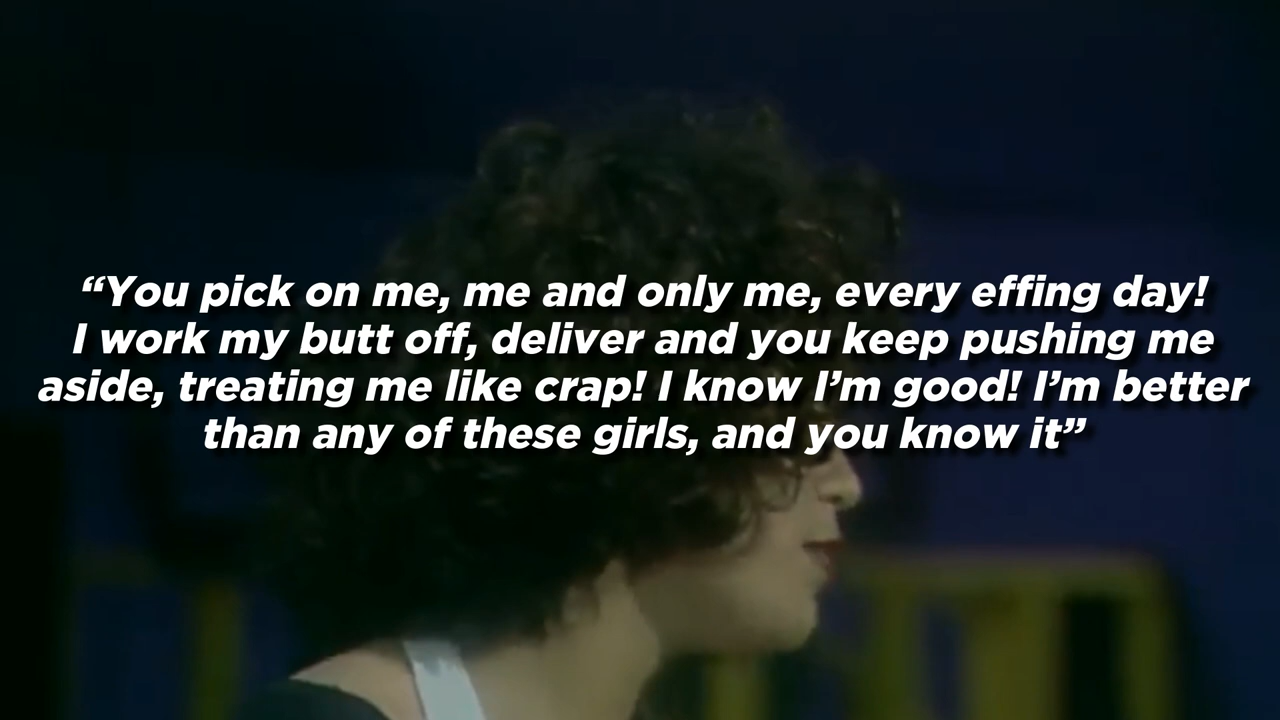 “You pick on me, me and only me, every effing day!
I work my butt off, deliver and you keep pushing me
aside, treating me like crap! I know I’m good! I’m better
than any of these girls, and you know it”